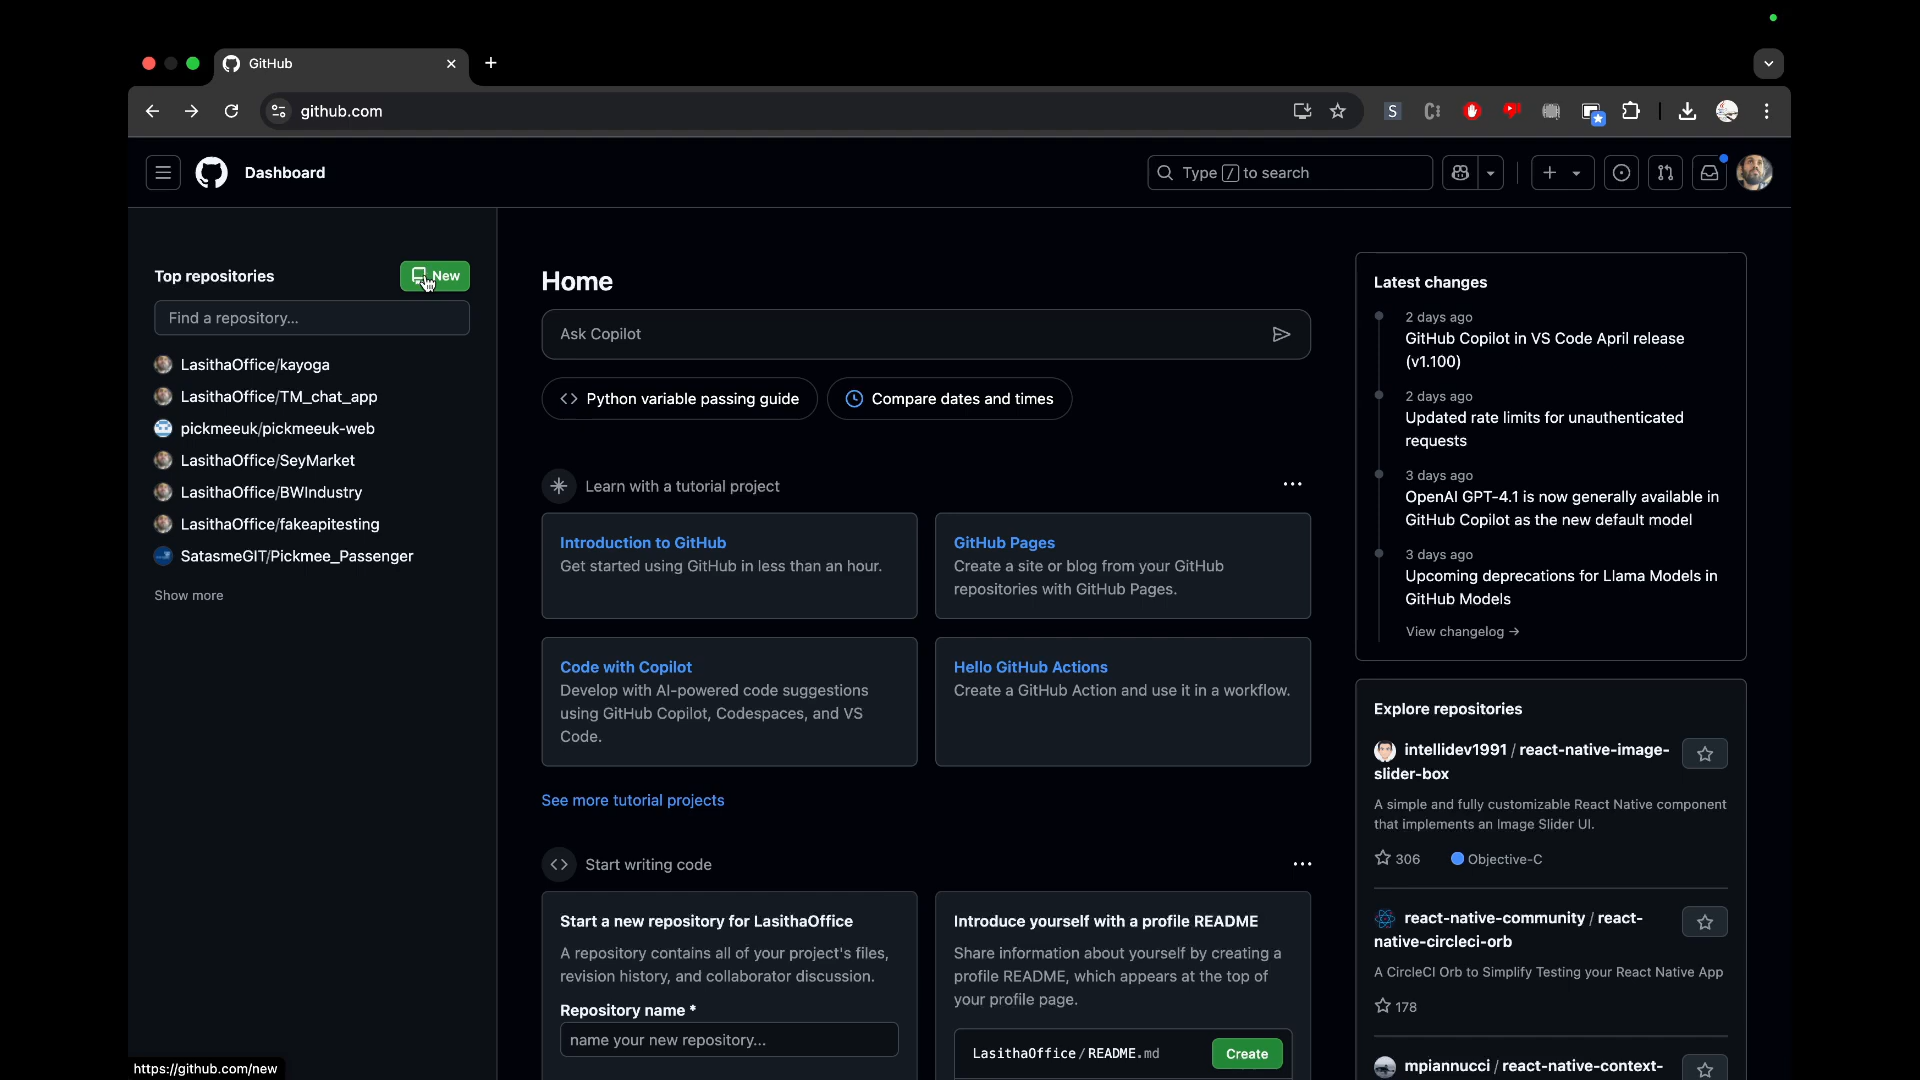 GitHub
github.com
S
Dashboard
Type / to search
Top repositories
New
Find a repository...
LasithaOffice/kayoga
LasithaOffice/TM_chat_app
pickmeeuk/pickmeeuk-web
LasithaOffice/SeyMarket
LasithaOffice/BWIndustry
LasithaOffice/fakeapitesting
SatasmeGIT/Pickmee_Passenger
Show more
Home
Ask Copilot
Python variable passing guide
Compare dates and times
Learn with a tutorial project
Introduction to GitHub
Get started using GitHub in less than an hour.
GitHub Pages
Create a site or blog from your GitHub
repositories with GitHub Pages.
Code with Copilot
Develop with AI-powered code suggestions
using GitHub Copilot, Codespaces, and VS
Code.
Hello GitHub Actions
Create a GitHub Action and use it in a workflow.
See more tutorial projects
Start writing code
Start a new repository for LasithaOffice
A repository contains all of your project's files,
revision history, and collaborator discussion.
Repository name *
name your new repository...
Introduce yourself with a profile README
Share information about yourself by creating a
profile README, which appears at the top of
your profile page.
LasithaOffice / README.md
Create
Latest changes
2 days ago
GitHub Copilot in VS Code April release
(v1.100)
2 days ago
Updated rate limits for unauthenticated
requests
3 days ago
OpenAI GPT-4.1 is now generally available in
GitHub Copilot as the new default model
3 days ago
Upcoming deprecations for Llama Models in
GitHub Models
View changelog →
Explore repositories
intellidev1991 / react-native-image-
slider-box
A simple and fully customizable React Native component
that implements an Image Slider UI.
306
Objective-C
react-native-community / react-
native-circleci-orb
A CircleCI Orb to Simplify Testing your React Native App
178
mpiannucci / react-native-context-
https://github.com/new